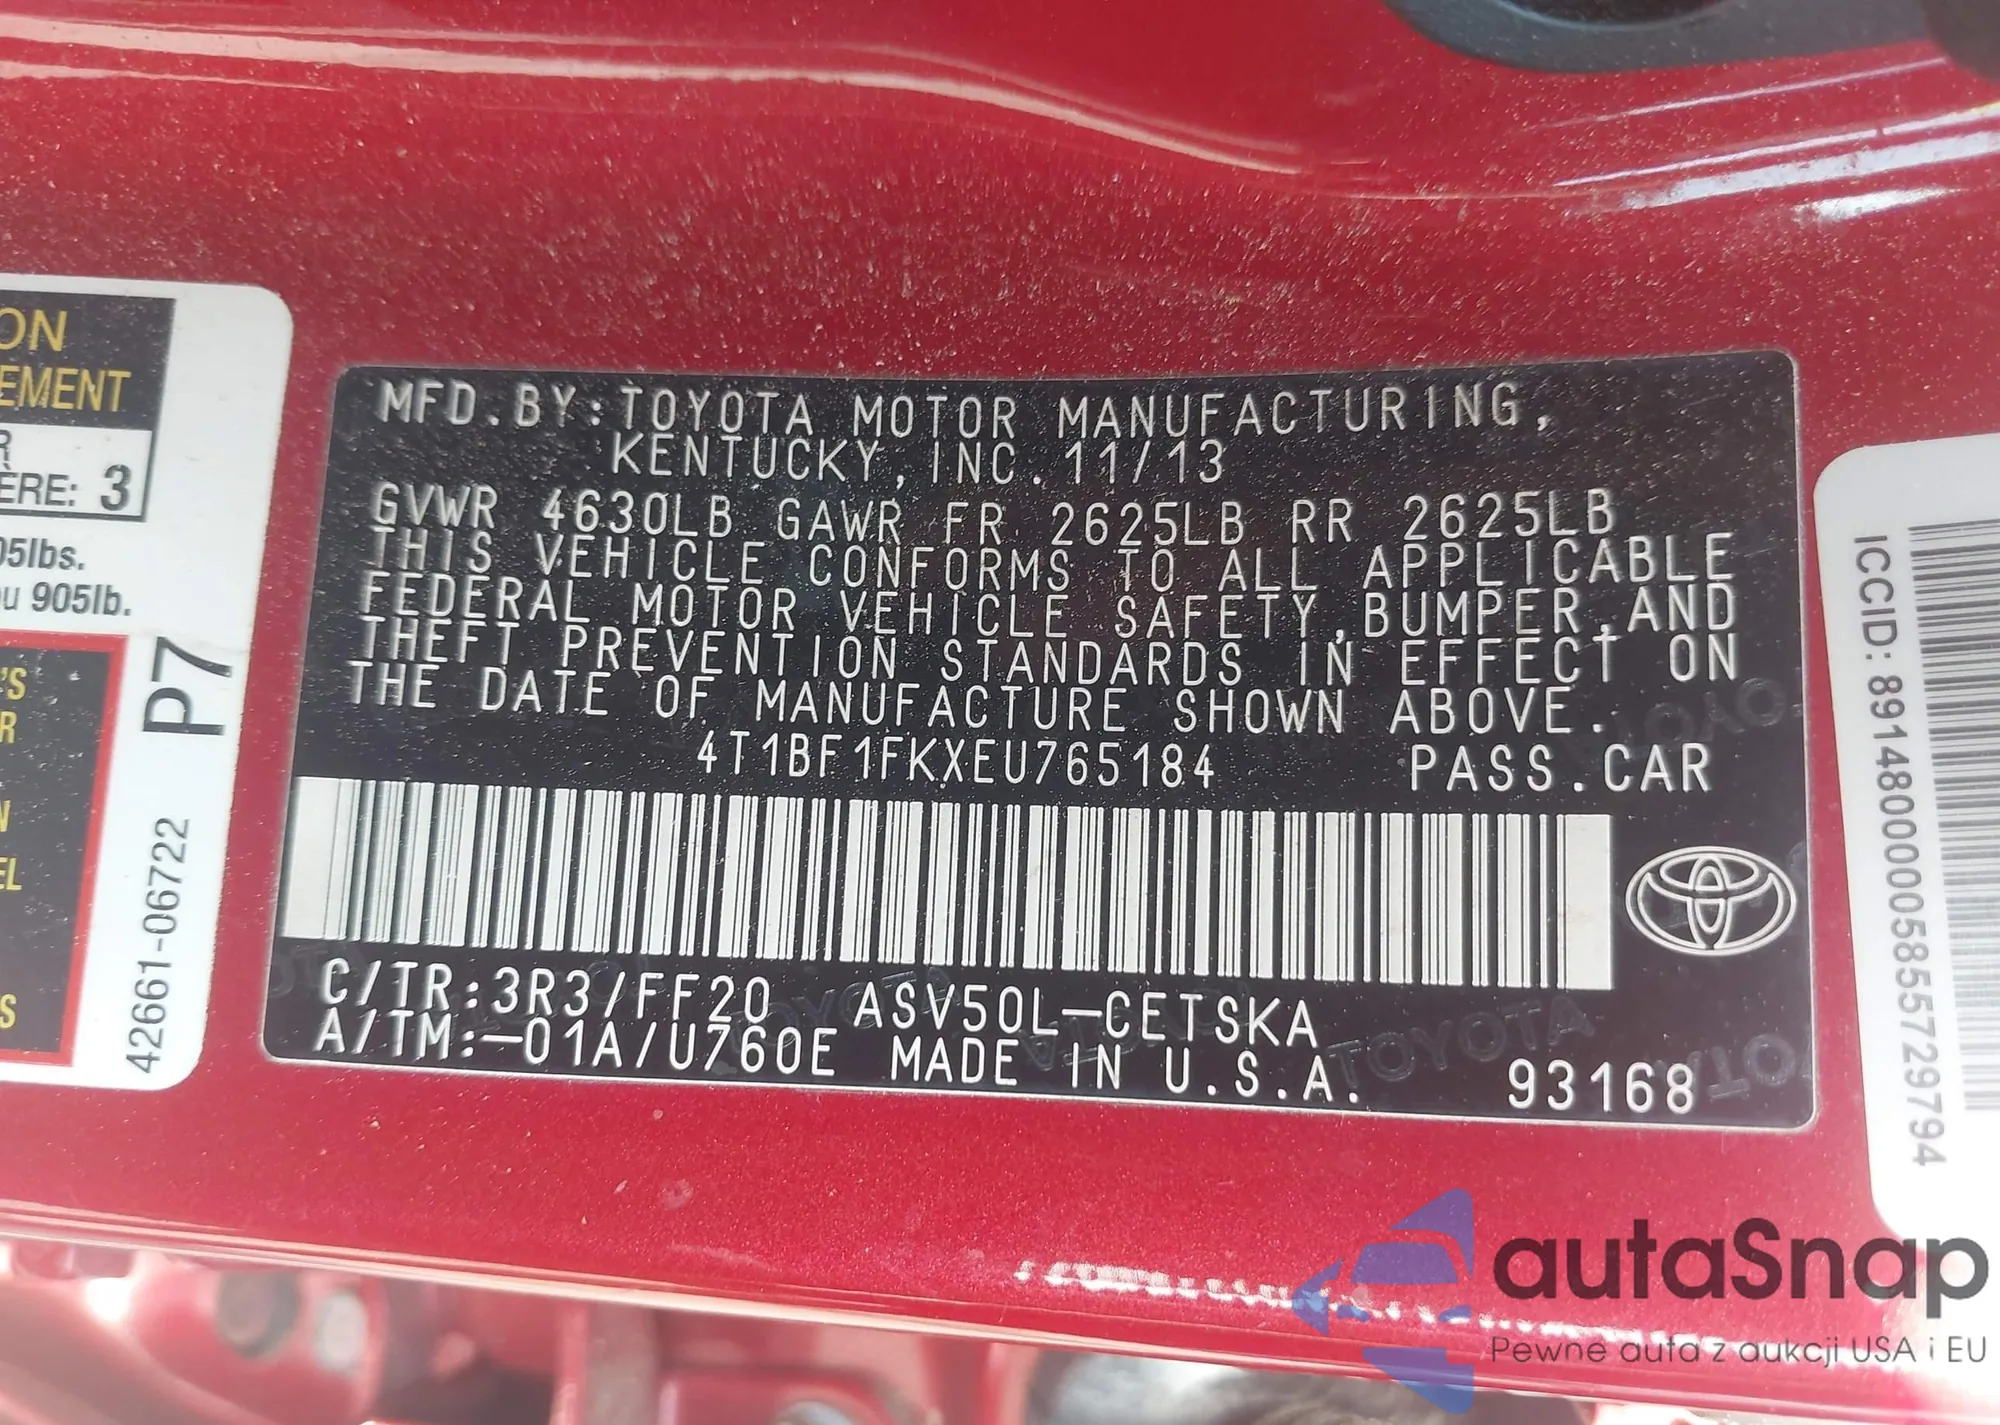 ON
EMENT
R
ÈRE: 3
05lbs.
ou 905lb.
'S
R
N
EL
S
P7
42661-06722
MFD.BY:TOYOTA MOTOR MANUFACTURING,
KENTUCKY,INC.11/13
GVWR 4630LB GAWR FR 2625LB RR 2625LB
THIS VEHICLE CONFORMS TO ALL APPLICABLE
FEDERAL MOTOR VEHICLE SAFETY,BUMPER,AND
THEFT PREVENTION STANDARDS IN EFFECT ON
THE DATE OF MANUFACTURE SHOWN ABOVE.
4T1BF1FKXEU765184 PASS.CAR
C/TR:3R3/FF20 ASV50L-CETSKA
A/TM:-01A/U760E MADE IN U.S.A. 93168
ICCID: 89148000005855729794
autaSnap
Pewne auta z aukcji USA i EU